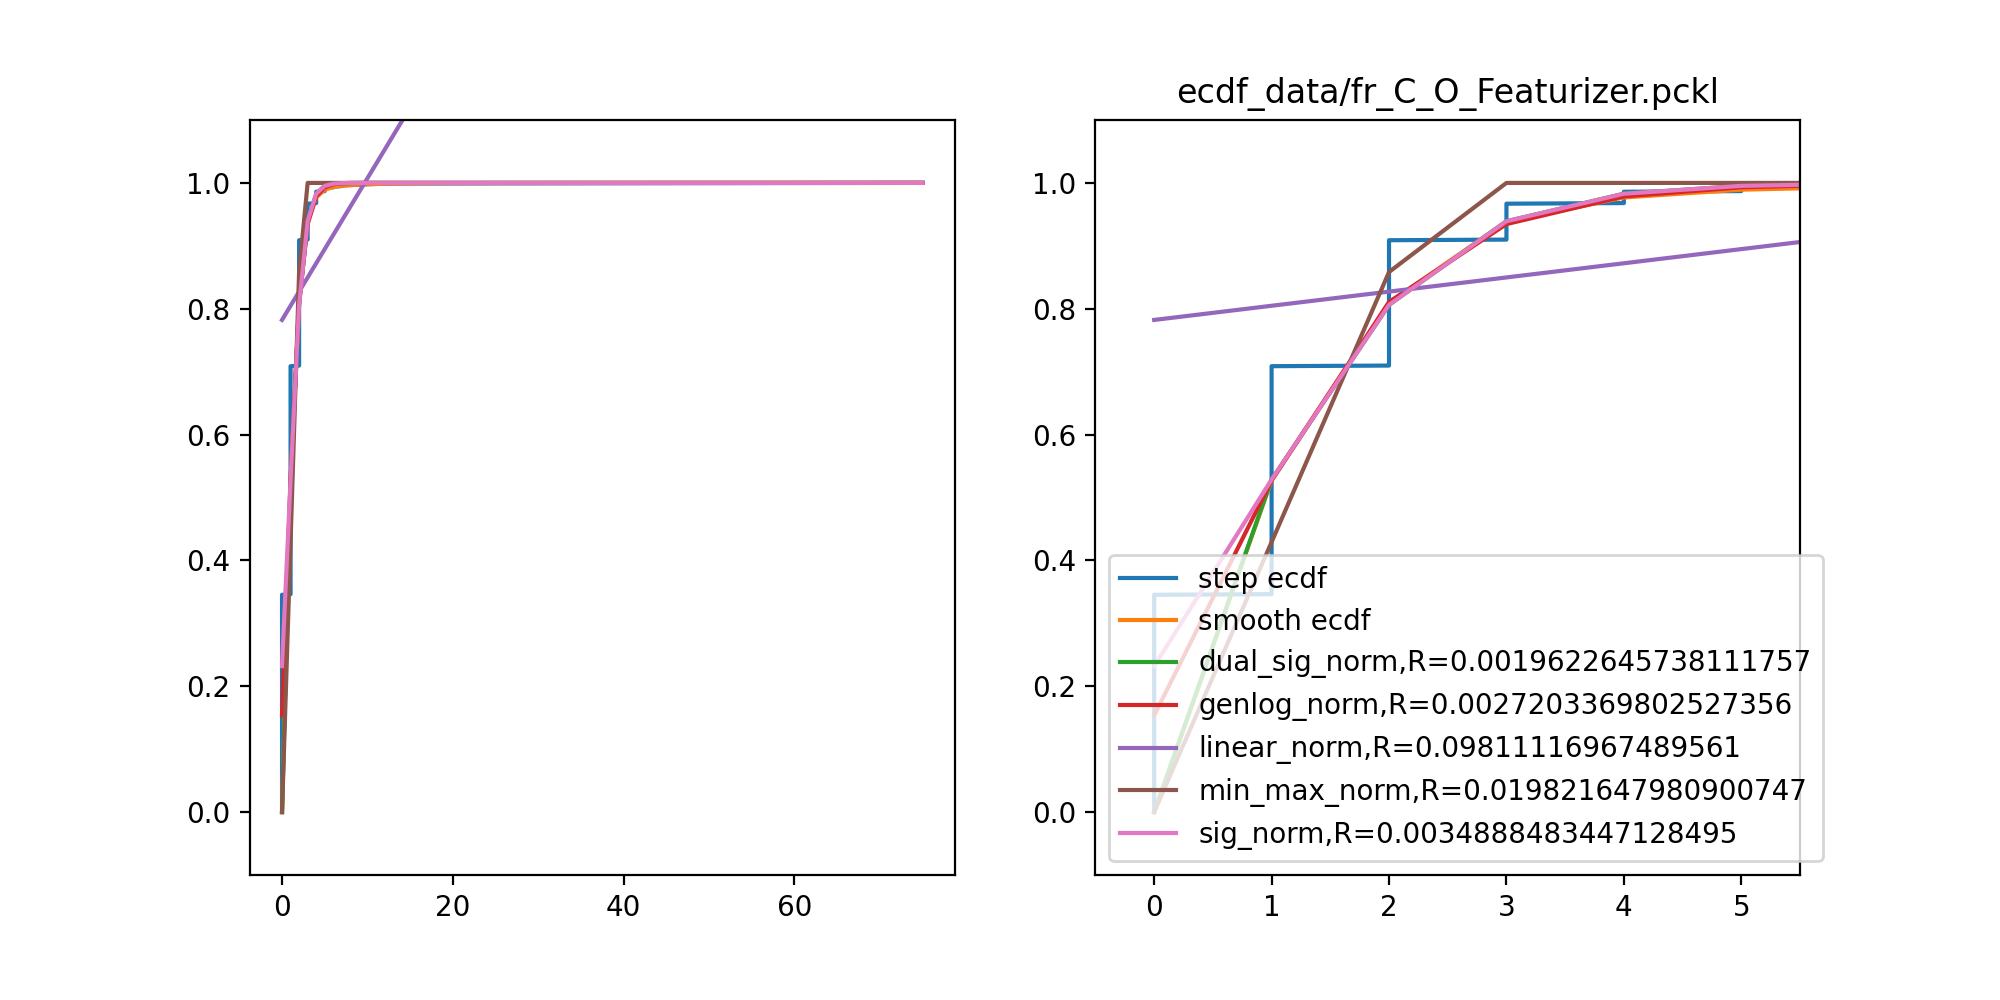 ecdf_data/fr_C_O_Featurizer.pckl
1.0
0.8
0.6
0.4
0.2
0.0
0 20 40 60
1.0
0.8
0.6
0.4
0.2
0.0
step ecdf
smooth ecdf
dual_sig_norm,R=0.0019622645738111757
genlog_norm,R=0.0027203369802527356
linear_norm,R=0.09811116967489561
min_max_norm,R=0.019821647980900747
sig_norm,R=0.0034888483447128495
0 1 2 3 4 5